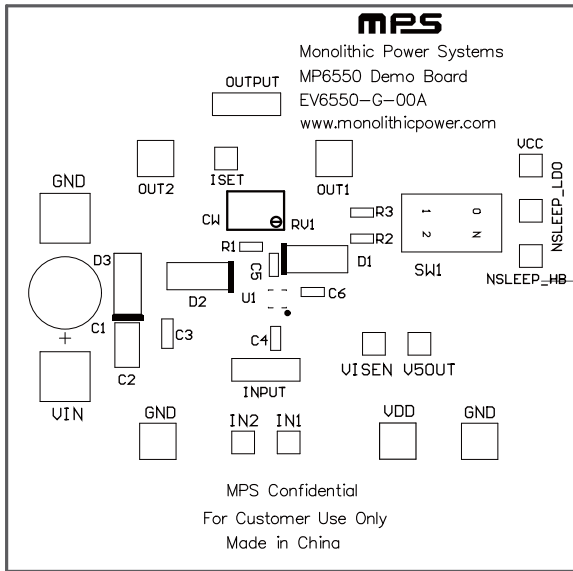 MPS
Monolithic Power Systems
MP6550 Demo Board
EV6550-G-00A
www.monolithicpower.com
OUTPUT
VCC
NSLEEP_LDO
NSLEEP_HB
OUT2
ISET
OUT1
GND
CW
RV1
R3
R2
1 O
2 N
SW1
R1
D3
C5
D1
D2
U1
C6
C1
C3
C4
C2
+
VISEN
V5OUT
INPUT
VIN
GND
IN2
IN1
VDD
GND
MPS Confidential
For Customer Use Only
Made in China